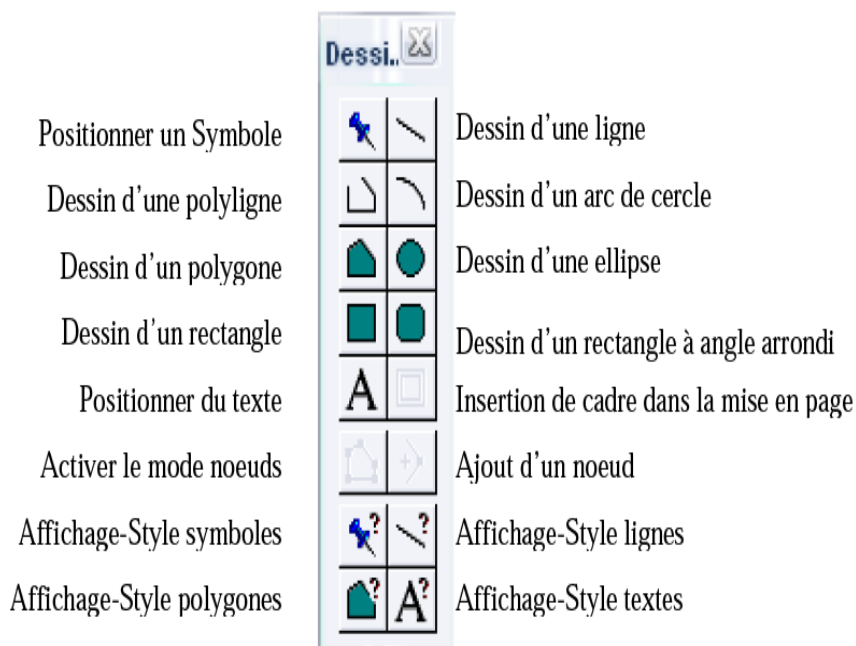 Dessi..
Positionner un Symbole
Dessin d'une ligne
Dessin d'une polyligne
Dessin d'un arc de cercle
Dessin d'un polygone
Dessin d'une ellipse
Dessin d'un rectangle
Dessin d'un rectangle à angle arrondi
Positionner du texte
A
Insertion de cadre dans la mise en page
Activer le mode noeuds
Ajout d'un noeud
Affichage-Style symboles
?
?
Affichage-Style lignes
Affichage-Style polygones
?
A?
Affichage-Style textes